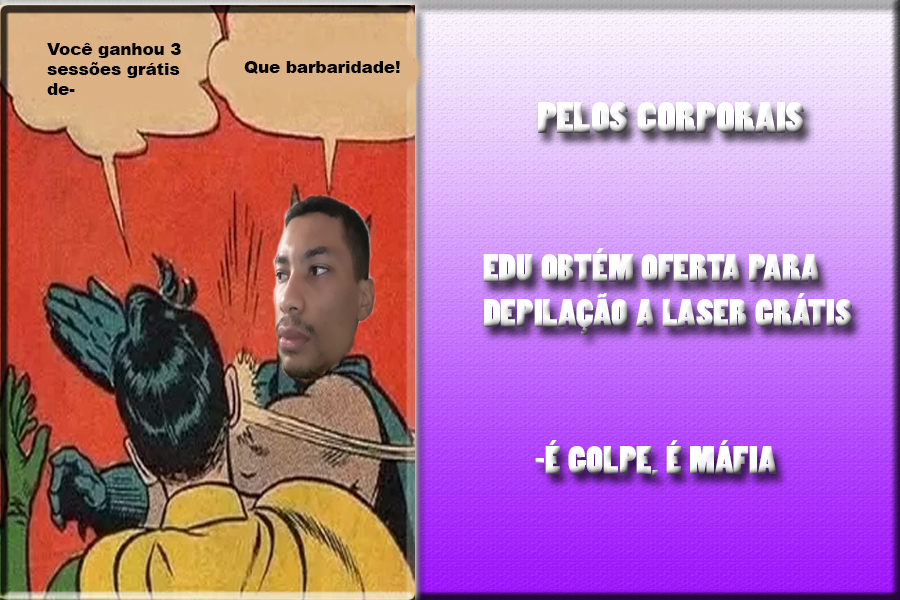 Você ganhou 3
sessões grátis
de-
Que barbaridade!
PELOS CORPORAIS
EDU OBTÉM OFERTA PARA
DEPILAÇÃO A LASER GRÁTIS
-É GOLPE, É MÁFIA